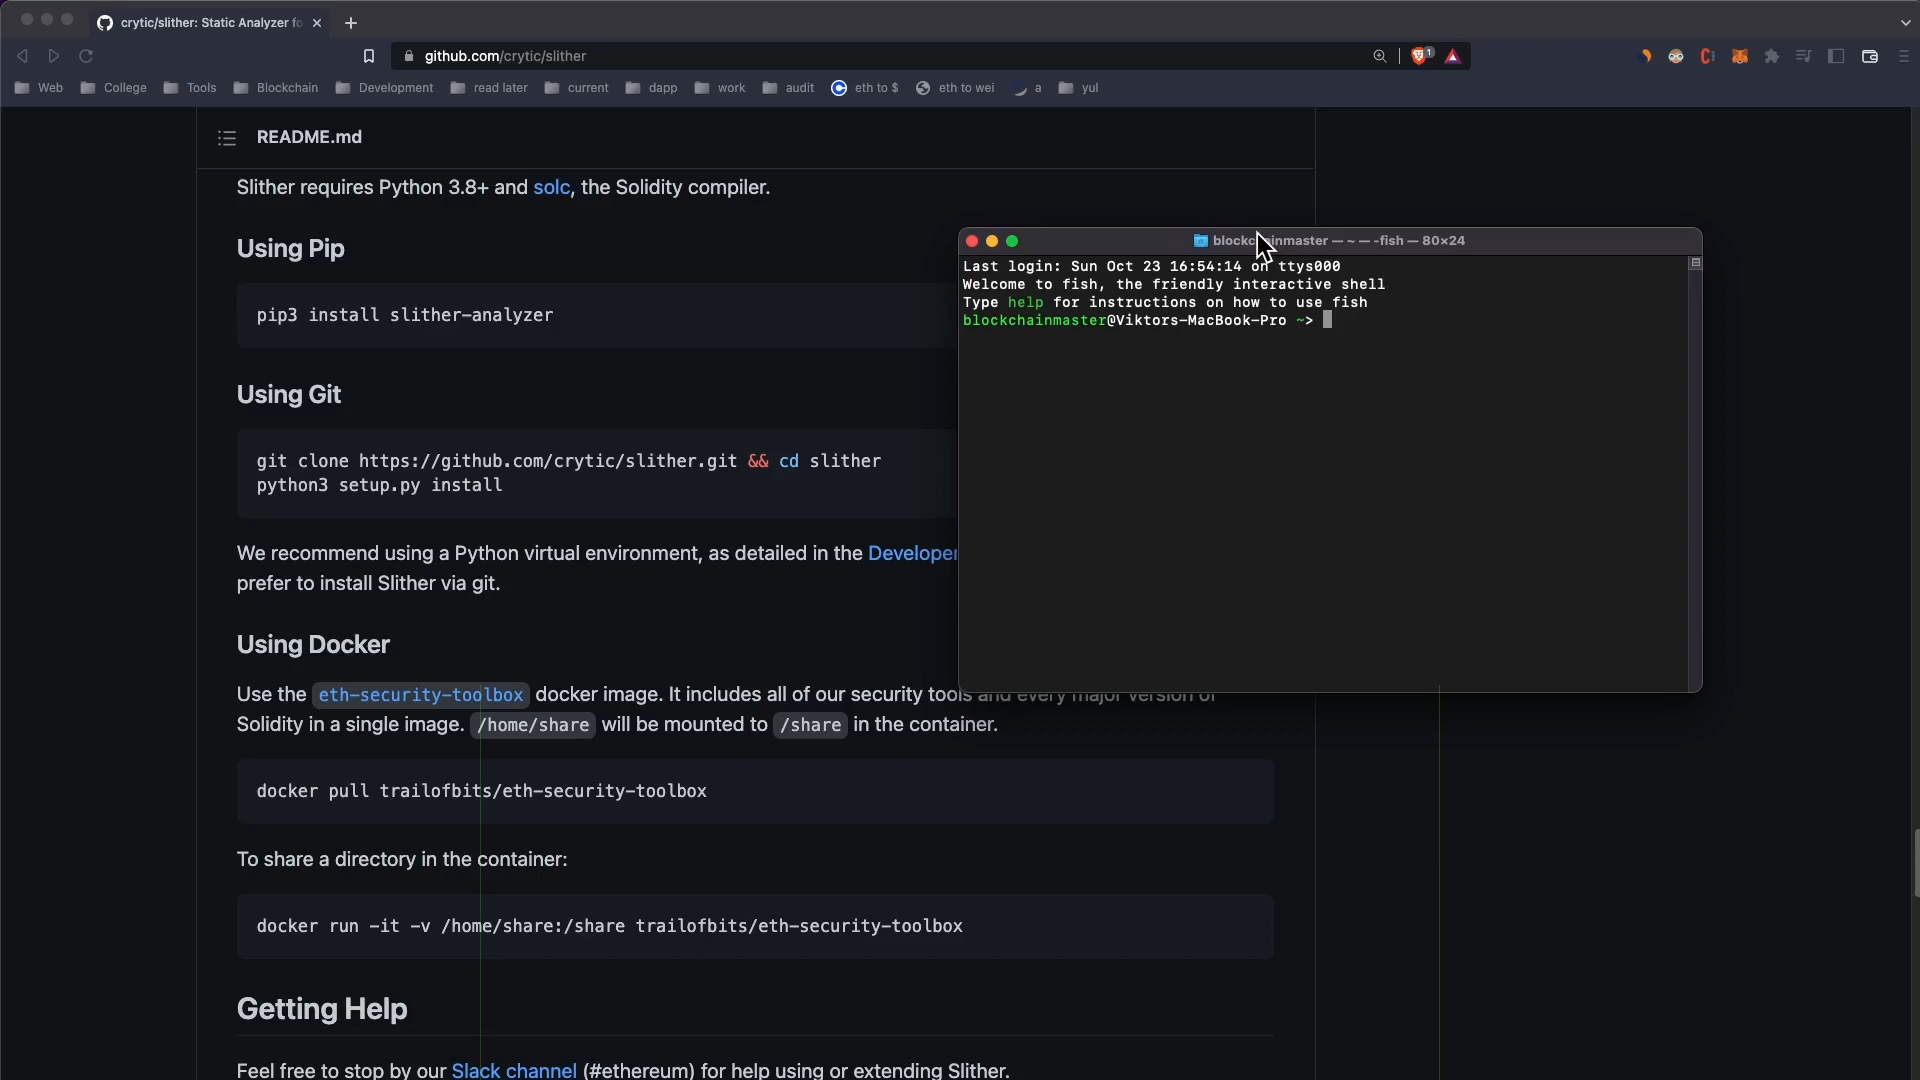 crytic/slither: Static Analyzer fo
github.com/crytic/slither
1
Web
College
Tools
Blockchain
Development
read later
current
dapp
work
audit
eth to $
eth to wei
a
yul
README.md
Slither requires Python 3.8+ and solc, the Solidity compiler.
Using Pip
pip3 install slither-analyzer
Using Git
git clone https://github.com/crytic/slither.git && cd slither
python3 setup.py install
We recommend using a Python virtual environment, as detailed in the Developer
prefer to install Slither via git.
Using Docker
Use the eth-security-toolbox docker image. It includes all of our security tools and every major version of
Solidity in a single image. /home/share will be mounted to /share in the container.
docker pull trailofbits/eth-security-toolbox
To share a directory in the container:
docker run -it -v /home/share:/share trailofbits/eth-security-toolbox
Getting Help
Feel free to stop by our Slack channel (#ethereum) for help using or extending Slither.
blockchainmaster — ~ — -fish — 80×24
Last login: Sun Oct 23 16:54:14 on ttys000
Welcome to fish, the friendly interactive shell
Type help for instructions on how to use fish
blockchainmaster@Viktors-MacBook-Pro ~>